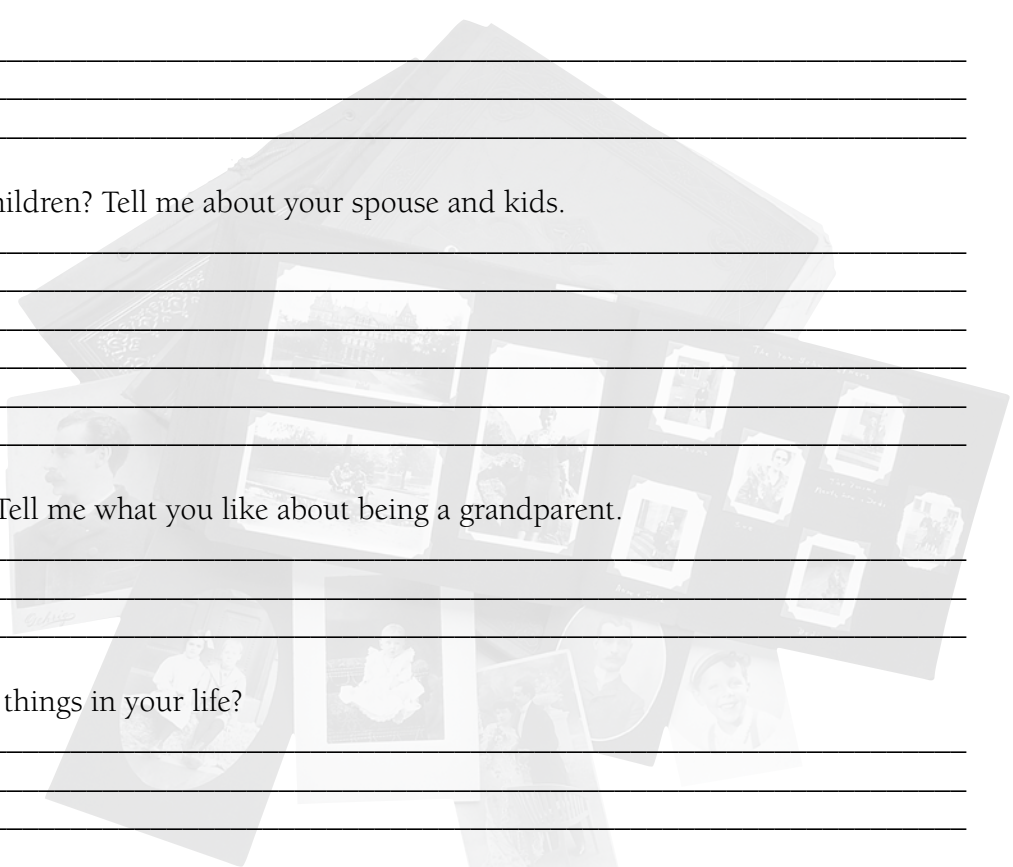 hildren? Tell me about your spouse and kids.
Tell me what you like about being a grandparent.
things in your life?